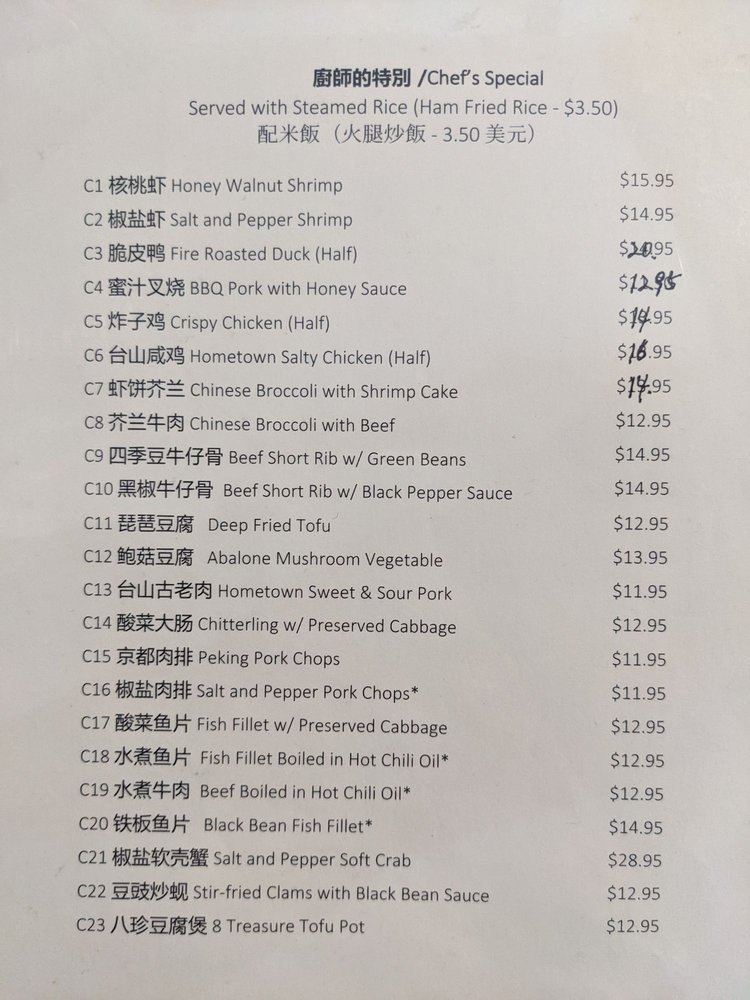 廚師的特別 /Chef's Special
Served with Steamed Rice (Ham Fried Rice - $3.50)
配米飯（火腿炒飯 - 3.50 美元）
C1 核桃虾 Honey Walnut Shrimp $15.95
C2 椒盐虾 Salt and Pepper Shrimp $14.95
C3 脆皮鸭 Fire Roasted Duck (Half) $20.95
C4 蜜汁叉烧 BBQ Pork with Honey Sauce $12.95
C5 炸子鸡 Crispy Chicken (Half) $14.95
C6 台山咸鸡 Hometown Salty Chicken (Half) $16.95
C7 虾饼芥兰 Chinese Broccoli with Shrimp Cake $14.95
C8 芥兰牛肉 Chinese Broccoli with Beef $12.95
C9 四季豆牛仔骨 Beef Short Rib w/ Green Beans $14.95
C10 黑椒牛仔骨 Beef Short Rib w/ Black Pepper Sauce $14.95
C11 琵琶豆腐 Deep Fried Tofu $12.95
C12 鲍菇豆腐 Abalone Mushroom Vegetable $13.95
C13 台山古老肉 Hometown Sweet & Sour Pork $11.95
C14 酸菜大肠 Chitterling w/ Preserved Cabbage $12.95
C15 京都肉排 Peking Pork Chops $11.95
C16 椒盐肉排 Salt and Pepper Pork Chops* $11.95
C17 酸菜鱼片 Fish Fillet w/ Preserved Cabbage $12.95
C18 水煮鱼片 Fish Fillet Boiled in Hot Chili Oil* $12.95
C19 水煮牛肉 Beef Boiled in Hot Chili Oil* $12.95
C20 铁板鱼片 Black Bean Fish Fillet* $14.95
C21 椒盐软壳蟹 Salt and Pepper Soft Crab $28.95
C22 豆豉炒蚬 Stir-fried Clams with Black Bean Sauce $12.95
C23 八珍豆腐煲 8 Treasure Tofu Pot $12.95